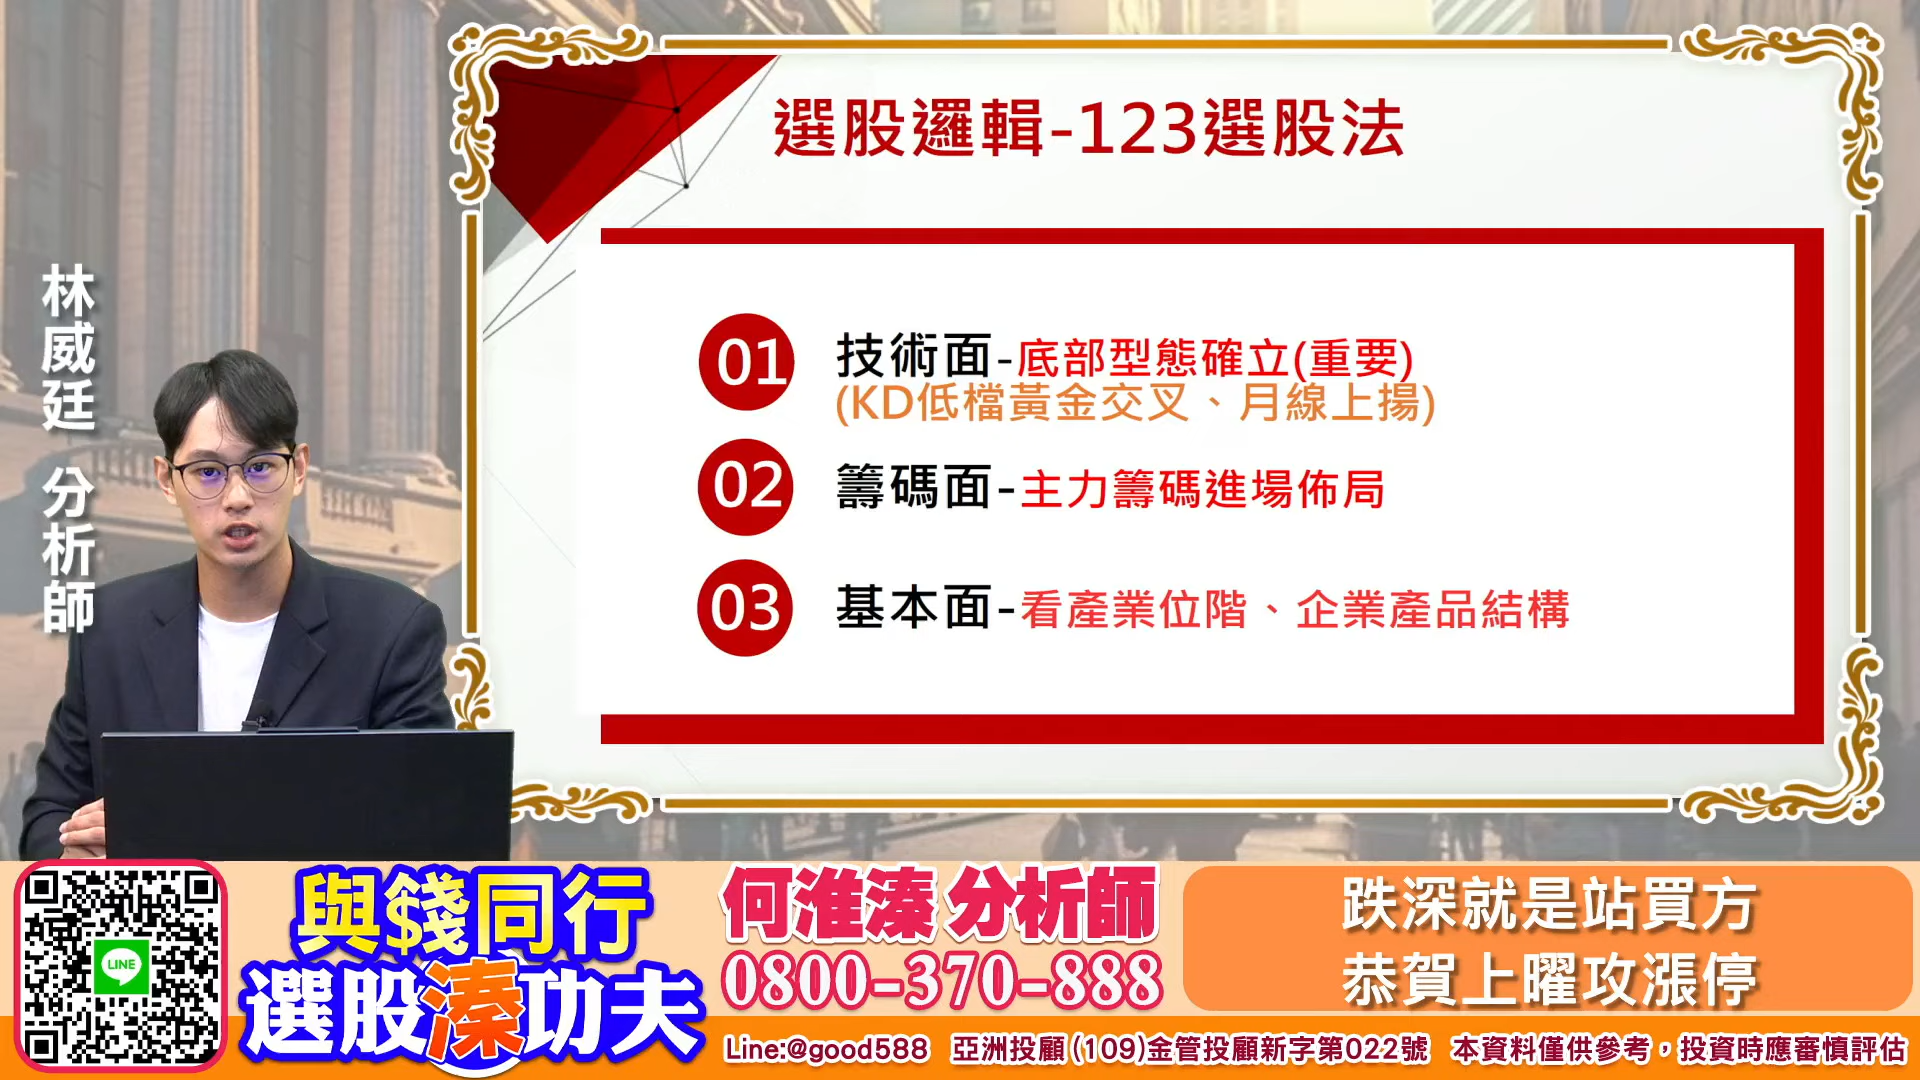 選股邏輯-123選股法
01 技術面-底部型態確立(重要)
(KD低檔黃金交叉、月線上揚)
02 籌碼面-主力籌碼進場佈局
03 基本面-看產業位階、企業產品結構
林威廷 分析師
LINE
與$錢同行
選股溱功夫
何淮溱 分析師
0800-370-888
跌深就是站買方
恭賀上曜攻漲停
Line:@good588 亞洲投顧 (109)金管投顧新字第022號 本資料僅供參考，投資時應審慎評估